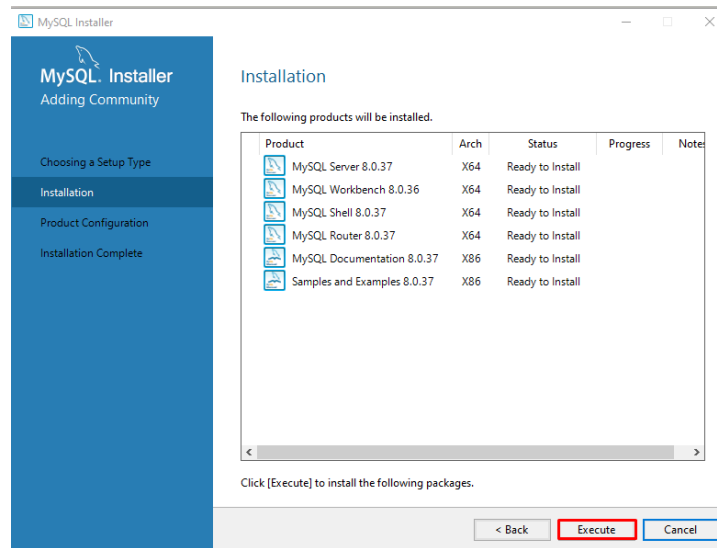 MySQL Installer
MySQL. Installer
Adding Community
Choosing a Setup Type
Installation
Product Configuration
Installation Complete
Installation
The following products will be installed.
Product Arch Status Progress Notes
MySQL Server 8.0.37 X64 Ready to Install
MySQL Workbench 8.0.36 X64 Ready to Install
MySQL Shell 8.0.37 X64 Ready to Install
MySQL Router 8.0.37 X64 Ready to Install
MySQL Documentation 8.0.37 X86 Ready to Install
Samples and Examples 8.0.37 X86 Ready to Install
Click [Execute] to install the following packages.
< Back Execute Cancel